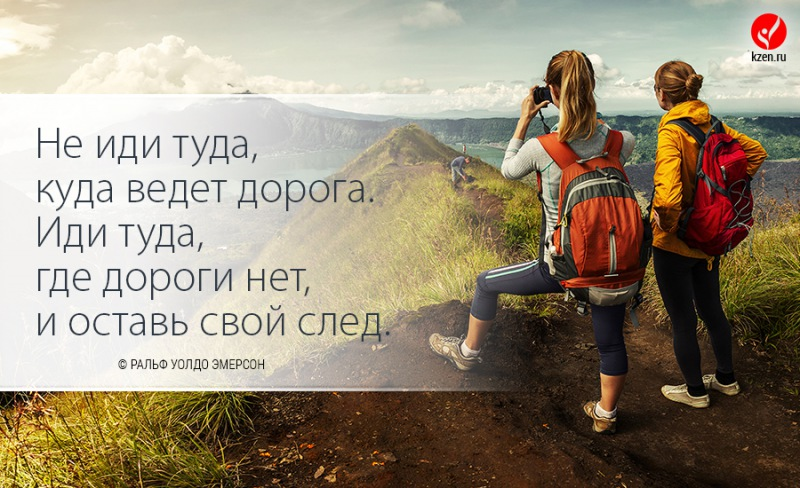 kzen.ru
Не иди туда,
куда ведет дорога.
Иди туда,
где дороги нет,
и оставь свой след.
© РАЛЬФ УОЛДО ЭМЕРСОН